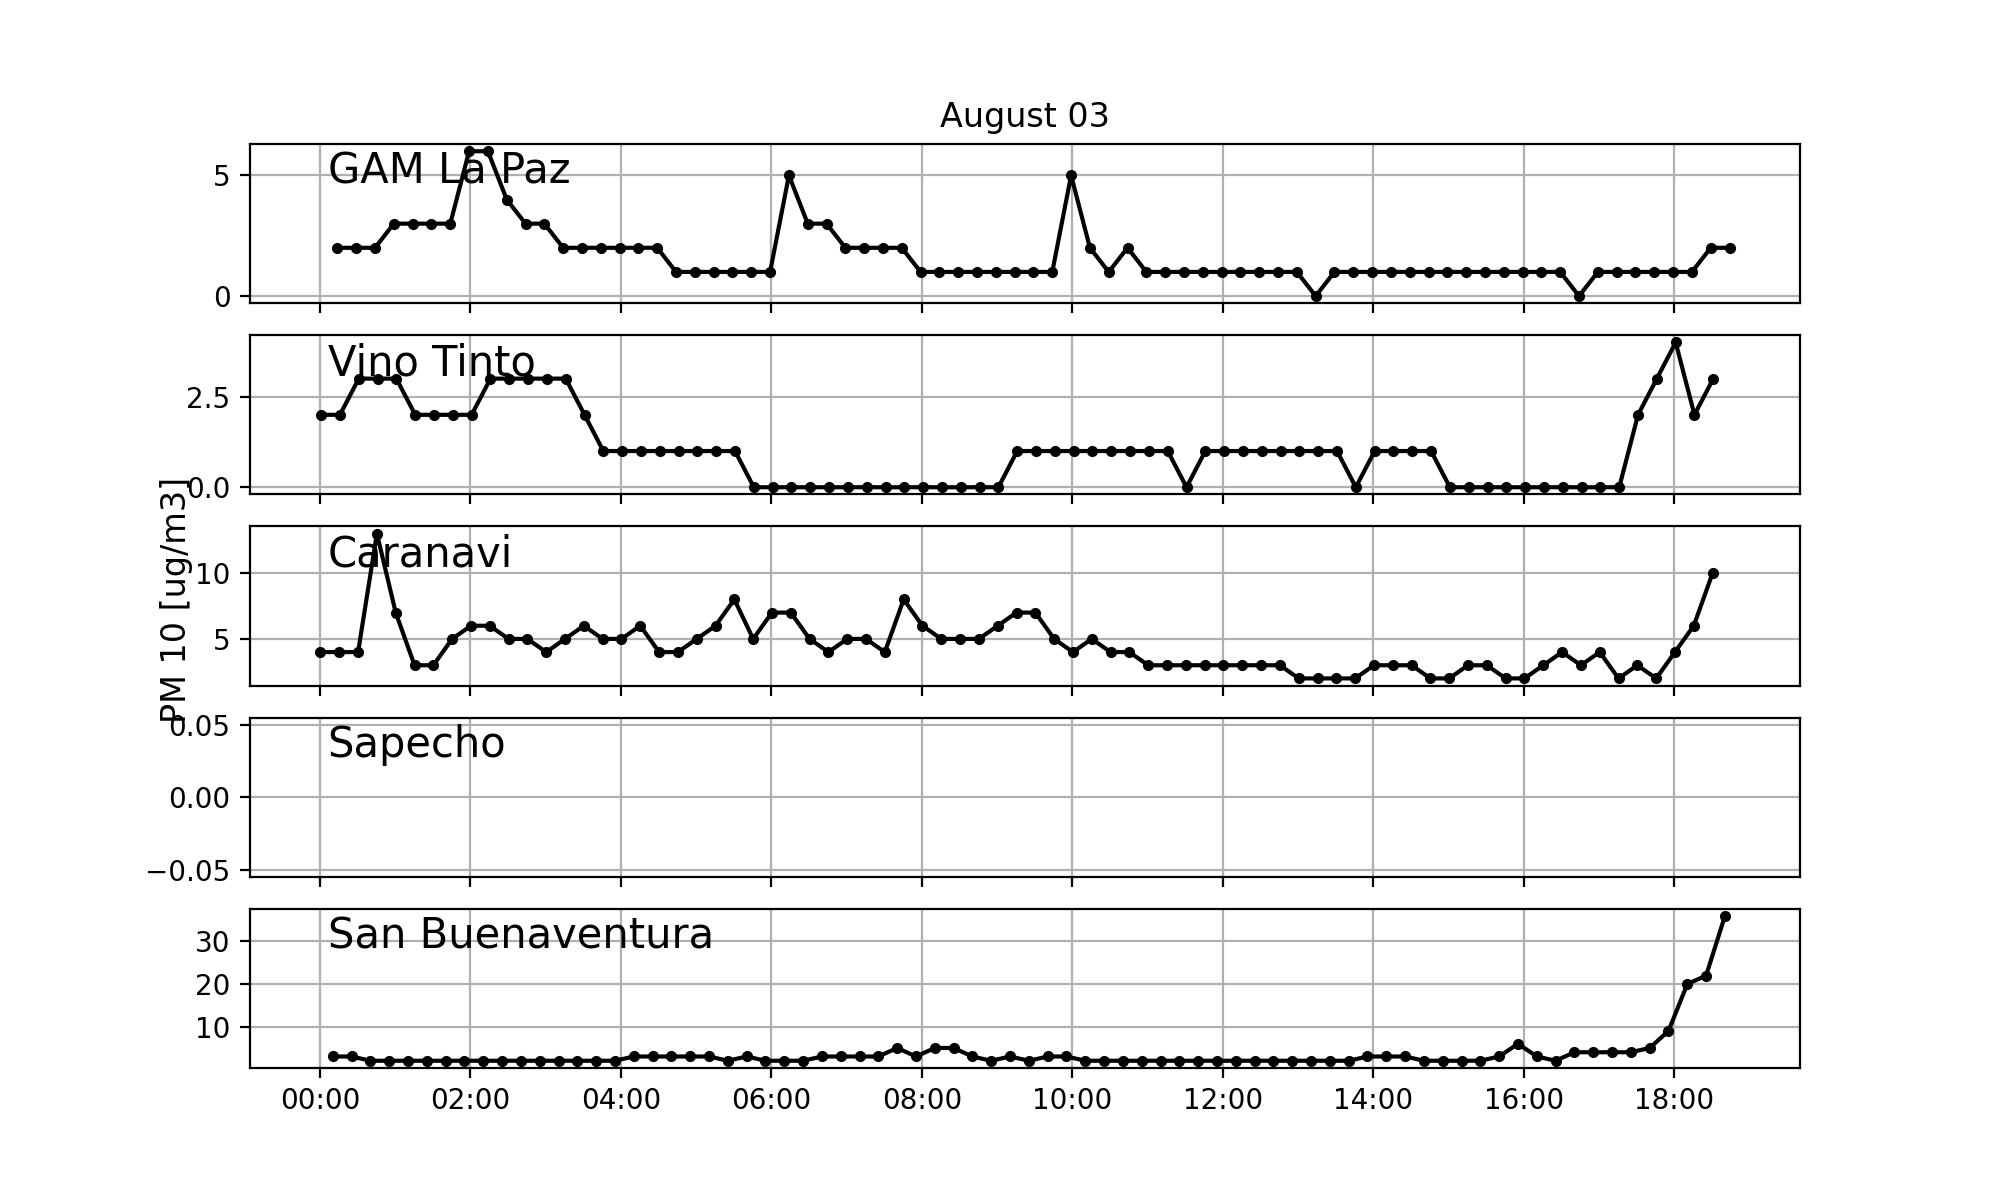 August 03
GAM La Paz
5
0
Vino Tinto
2.5
0.0
PM 10 [ug/m3]
Caranavi
10
5
Sapecho
0.05
0.00
−0.05
San Buenaventura
30
20
10
00:00 02:00 04:00 06:00 08:00 10:00 12:00 14:00 16:00 18:00